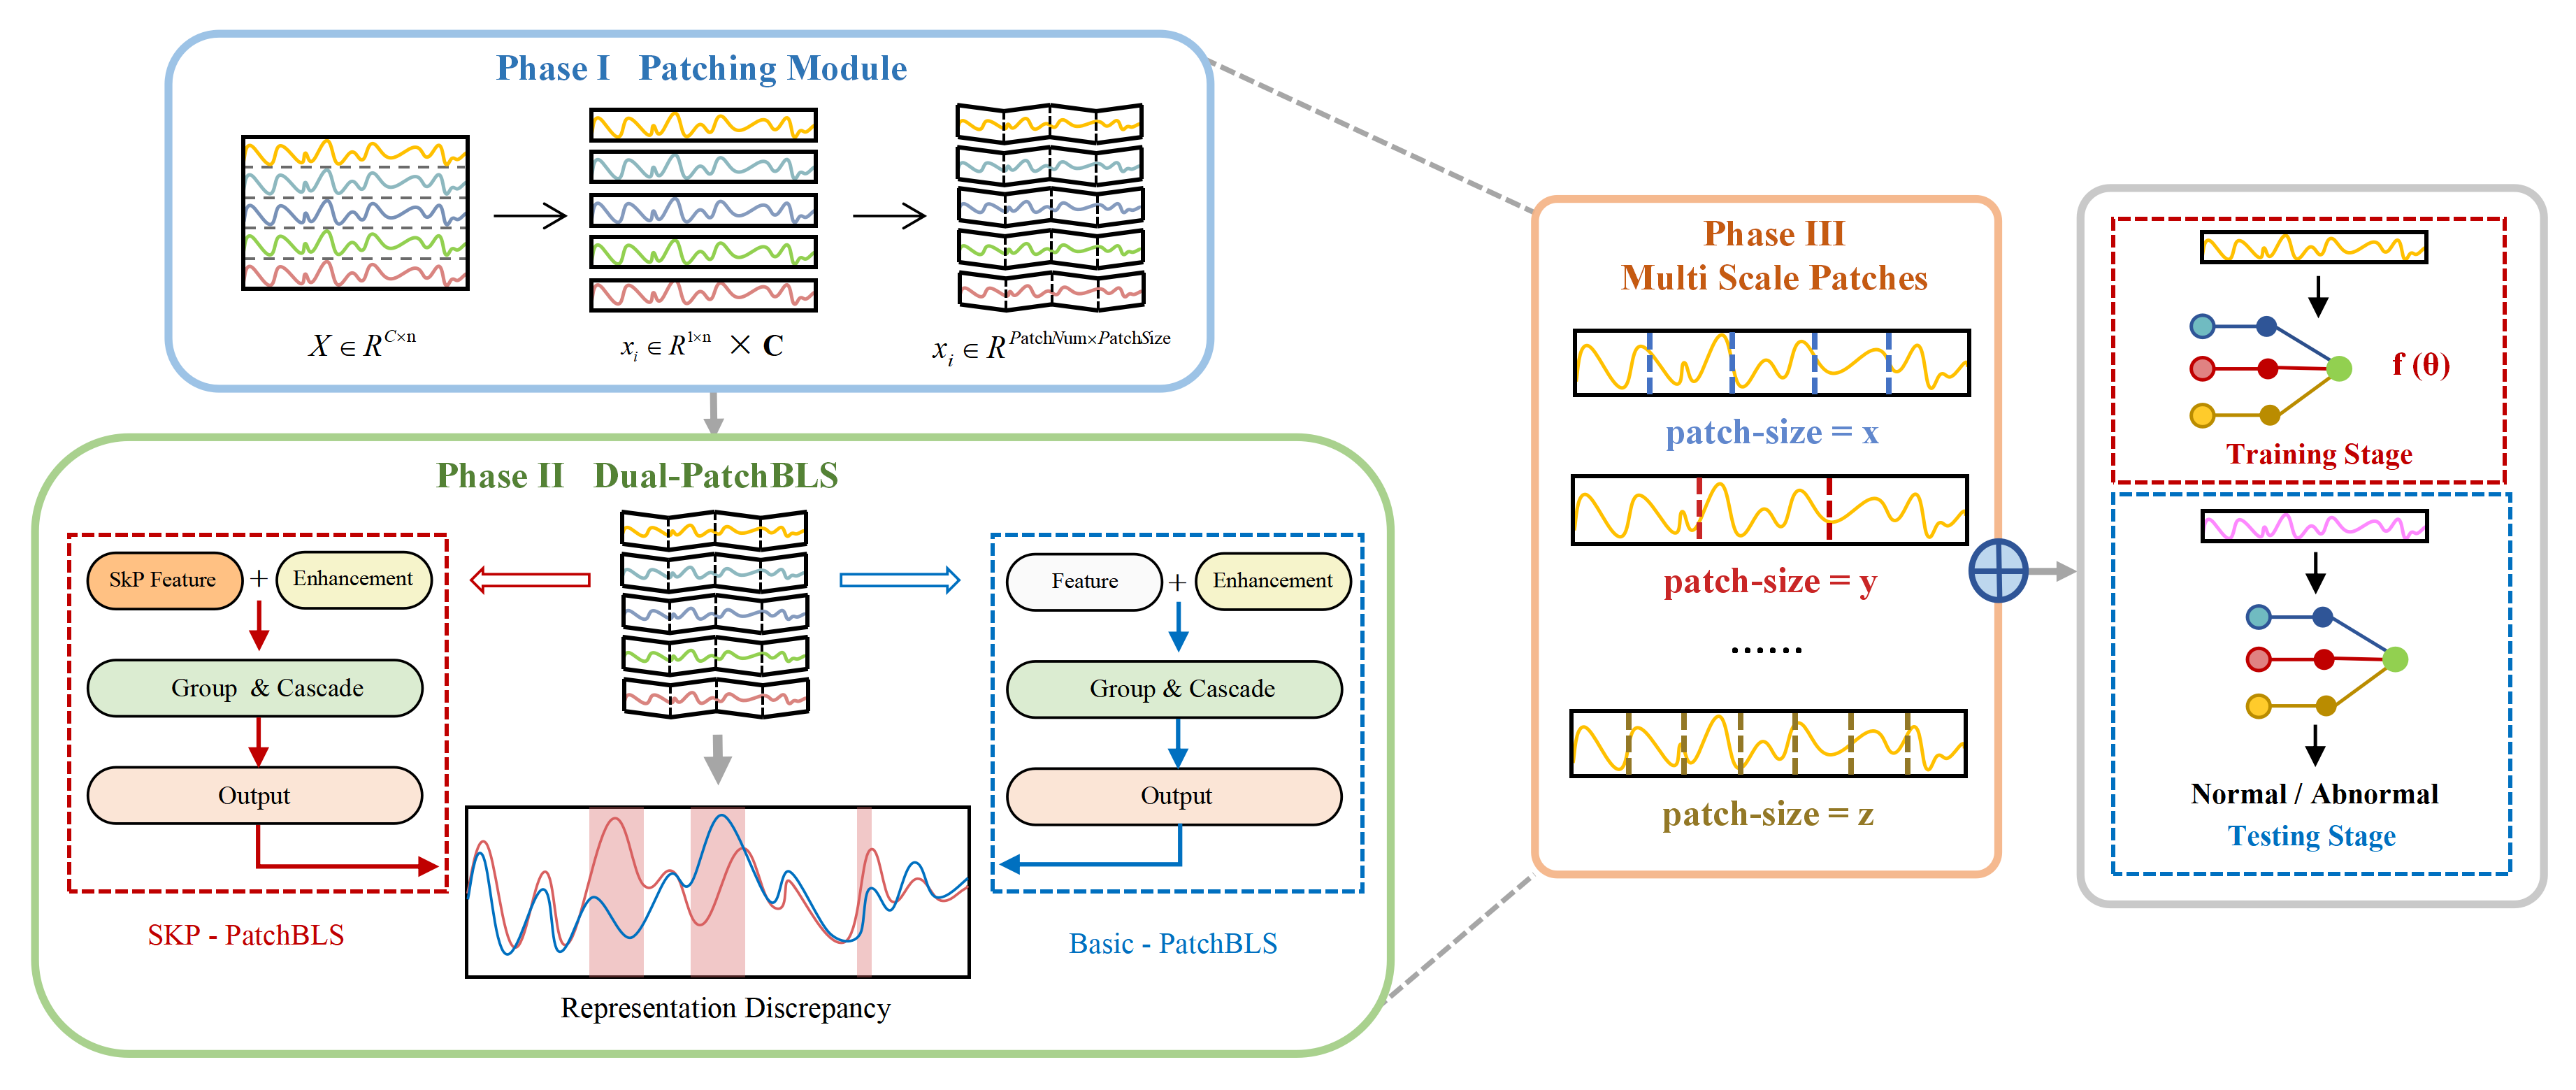 Phase I Patching Module
X ∈ R^{C×n}
x_i ∈ R^{1×n} × C
x_i ∈ R^{PatchNum×PatchSize}
Phase II Dual-PatchBLS
SkP Feature + Enhancement
Group & Cascade
Output
SKP - PatchBLS
Representation Discrepancy
Feature + Enhancement
Group & Cascade
Output
Basic - PatchBLS
Phase III
Multi Scale Patches
patch-size = x
patch-size = y
······
patch-size = z
f (θ)
Training Stage
Normal / Abnormal
Testing Stage